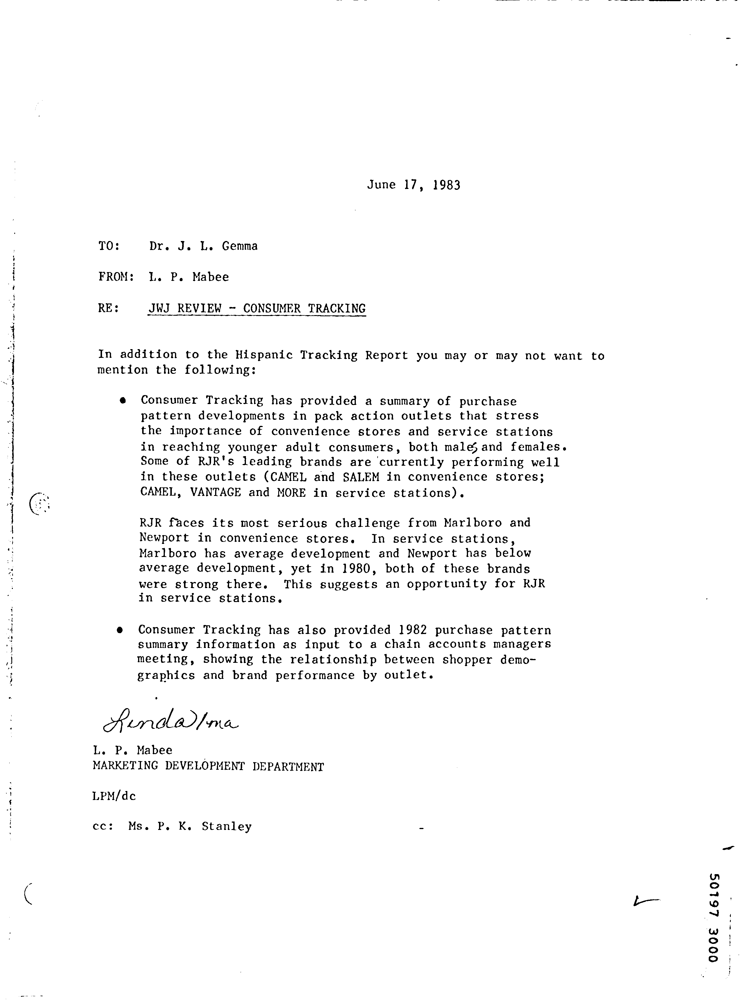 June 17, 1983
TO: Dr. J. L. Gemma
FROM: L. P. Mabee
RE: JWJ REVIEW - CONSUMER TRACKING
In addition to the Hispanic Tracking Report you may or may not want to
mention the following:
• Consumer Tracking has provided a summary of purchase
pattern developments in pack action outlets that stress
the importance of convenience stores and service stations
in reaching younger adult consumers, both males and females.
Some of RJR's leading brands are currently performing well
in these outlets (CAMEL and SALEM in convenience stores;
CAMEL, VANTAGE and MORE in service stations).
RJR faces its most serious challenge from Marlboro and
Newport in convenience stores. In service stations,
Marlboro has average development and Newport has below
average development, yet in 1980, both of these brands
were strong there. This suggests an opportunity for RJR
in service stations.
• Consumer Tracking has also provided 1982 purchase pattern
summary information as input to a chain accounts managers
meeting, showing the relationship between shopper demo-
graphics and brand performance by outlet.
Linda/ma
L. P. Mabee
MARKETING DEVELOPMENT DEPARTMENT
LPM/dc
cc: Ms. P. K. Stanley
50197 3000